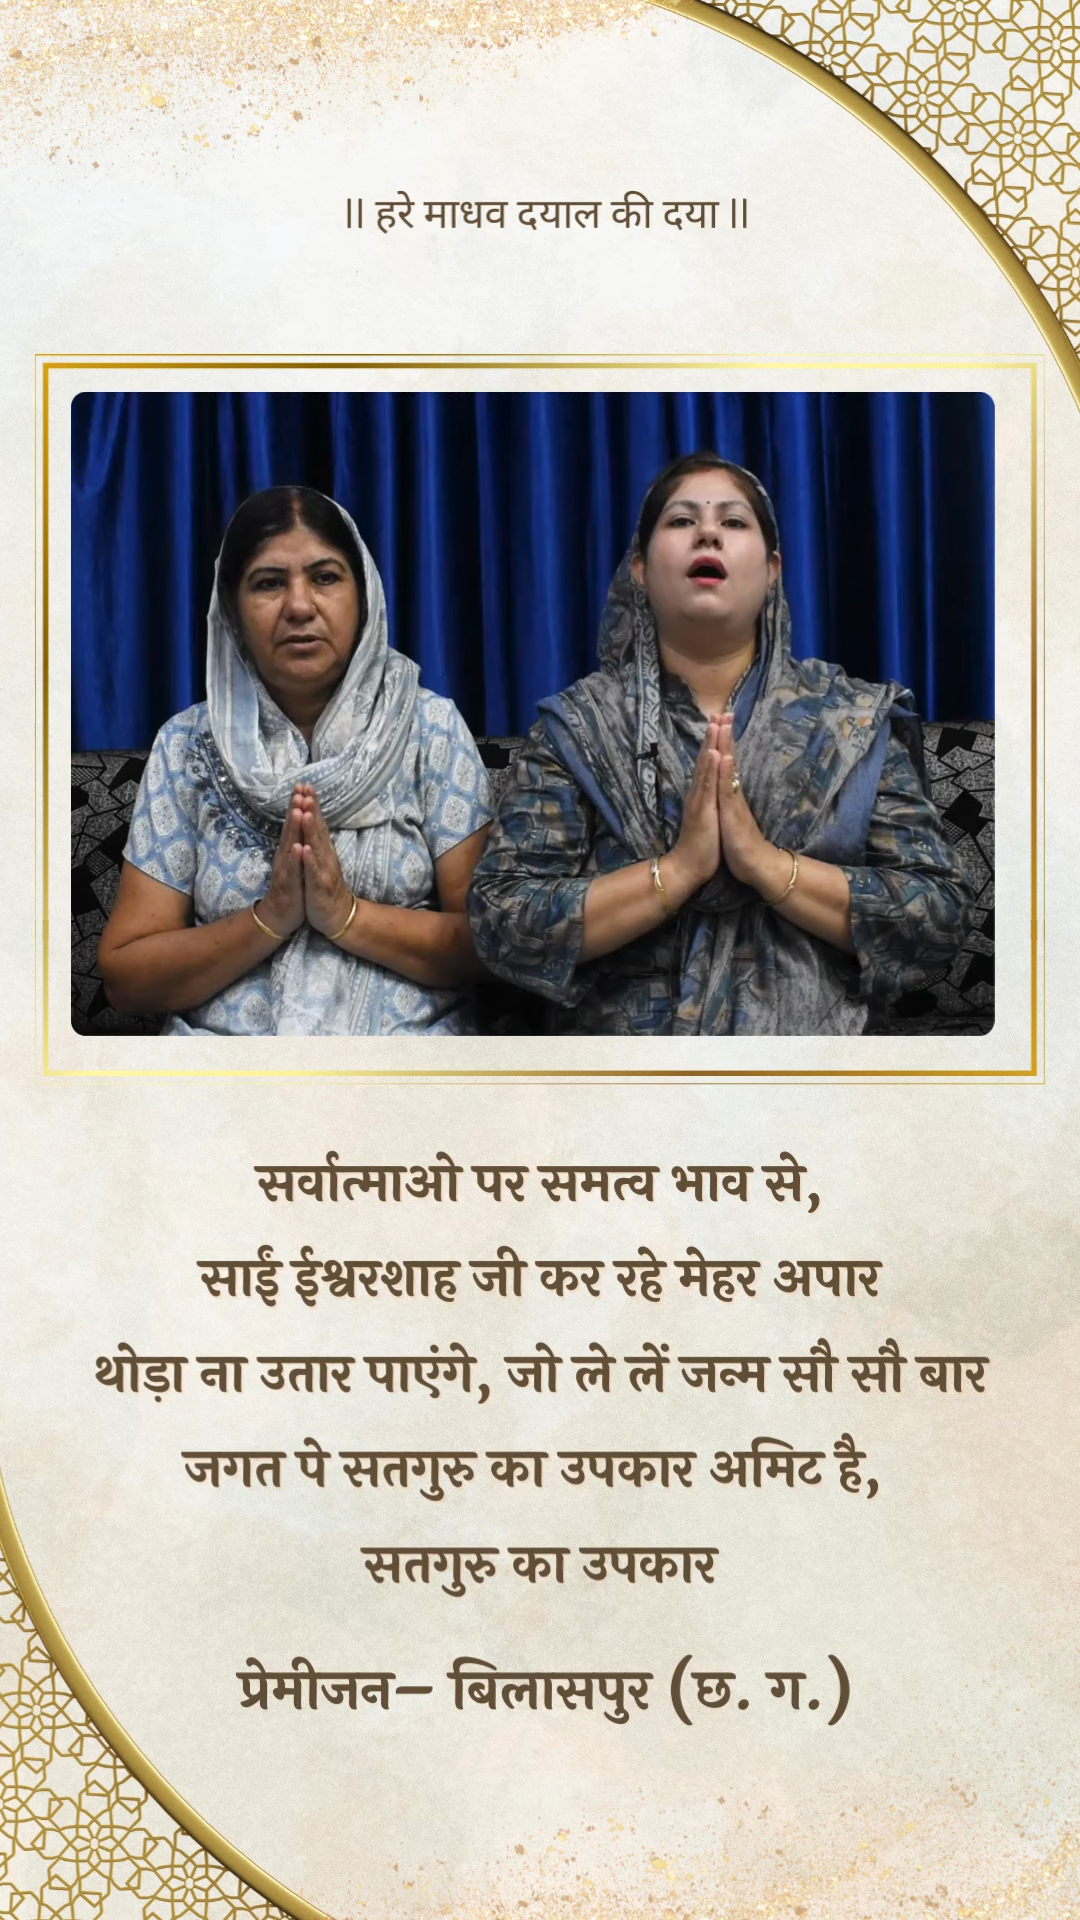 || हरे माधव दयाल की दया ||
सर्वात्माओ पर समत्व भाव से,
साईं ईश्वरशाह जी कर रहे मेहर अपार
थोड़ा ना उतार पाएंगे, जो ले लें जन्म सौ सौ बार
जगत पे सतगुरु का उपकार अमिट है,
सतगुरु का उपकार
प्रेमीजन– बिलासपुर (छ. ग.)